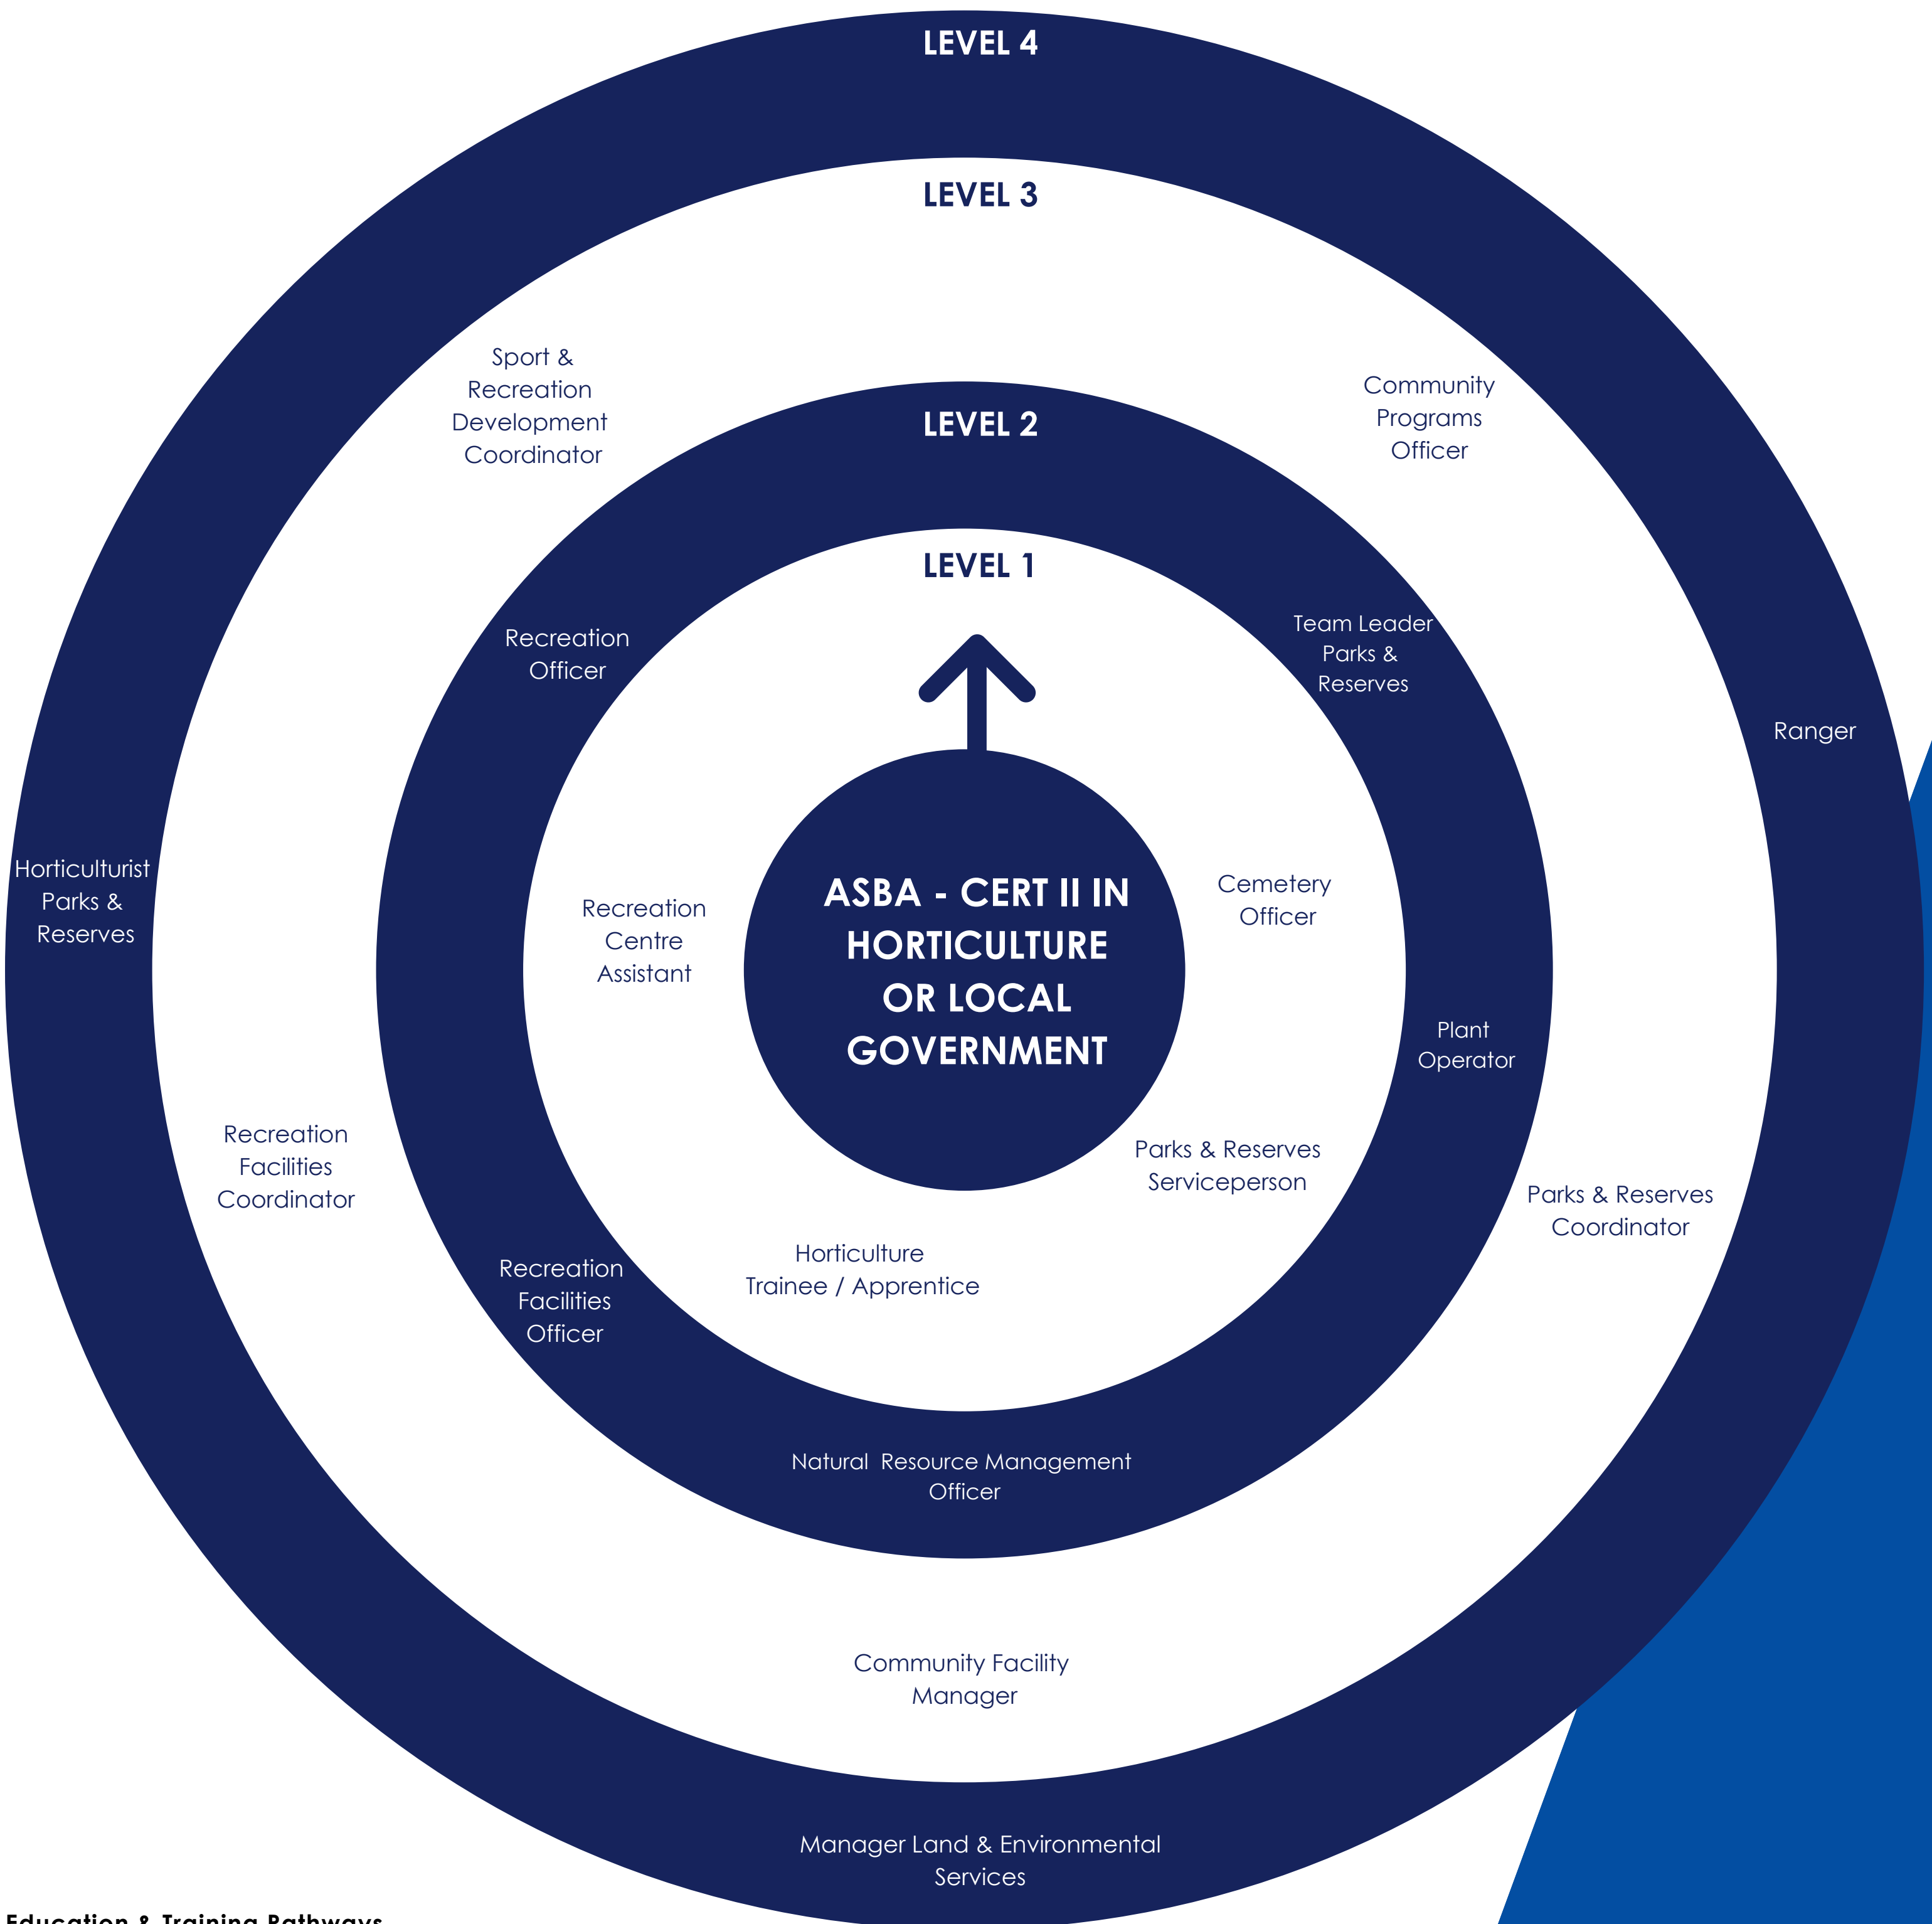 LEVEL 4
LEVEL 3
Sport &
Recreation
Development
Coordinator
Community
Programs
Officer
LEVEL 2
LEVEL 1
Recreation
Officer
Team Leader
Parks &
Reserves
Ranger
Horticulturist
Parks &
Reserves
Recreation
Centre
Assistant
ASBA - CERT II IN
HORTICULTURE
OR LOCAL
GOVERNMENT
Cemetery
Officer
Plant
Operator
Recreation
Facilities
Coordinator
Parks & Reserves
Serviceperson
Parks & Reserves
Coordinator
Horticulture
Trainee / Apprentice
Recreation
Facilities
Officer
Natural  Resource Management
Officer
Community Facility
Manager
Manager Land & Environmental
Services
Education & Training Pathways